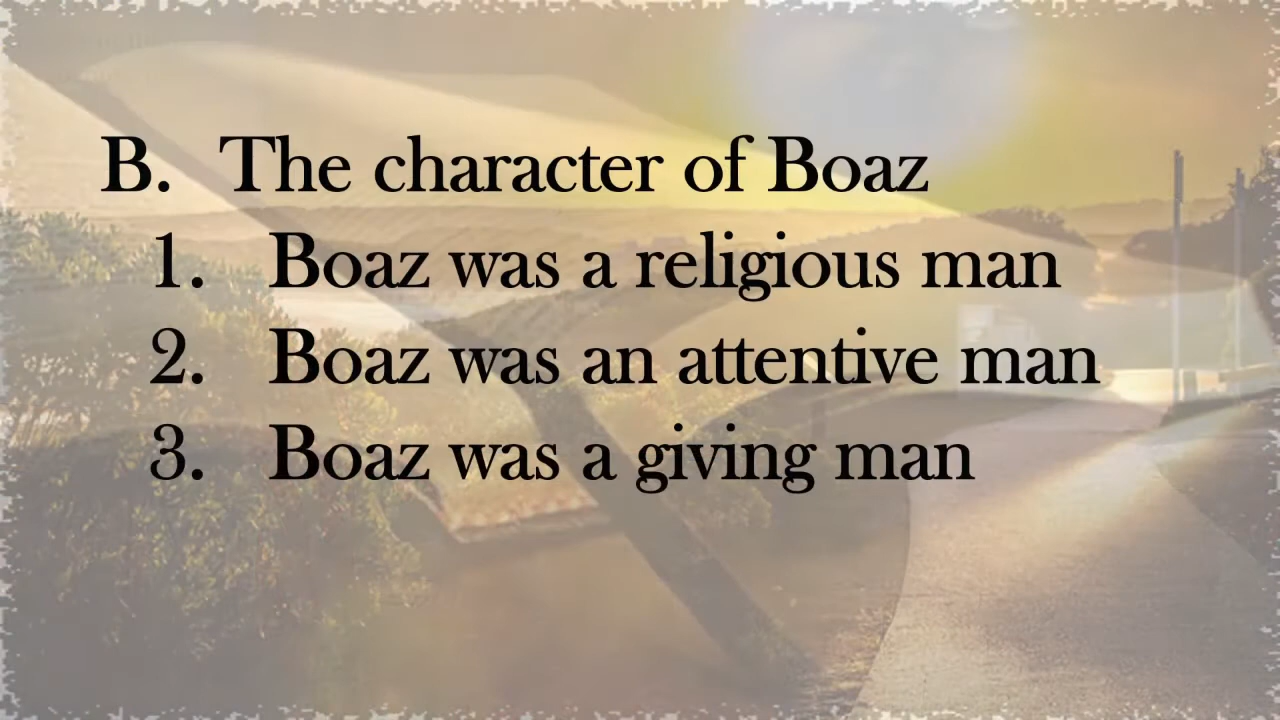 B. The character of Boaz
1. Boaz was a religious man
2. Boaz was an attentive man
3. Boaz was a giving man